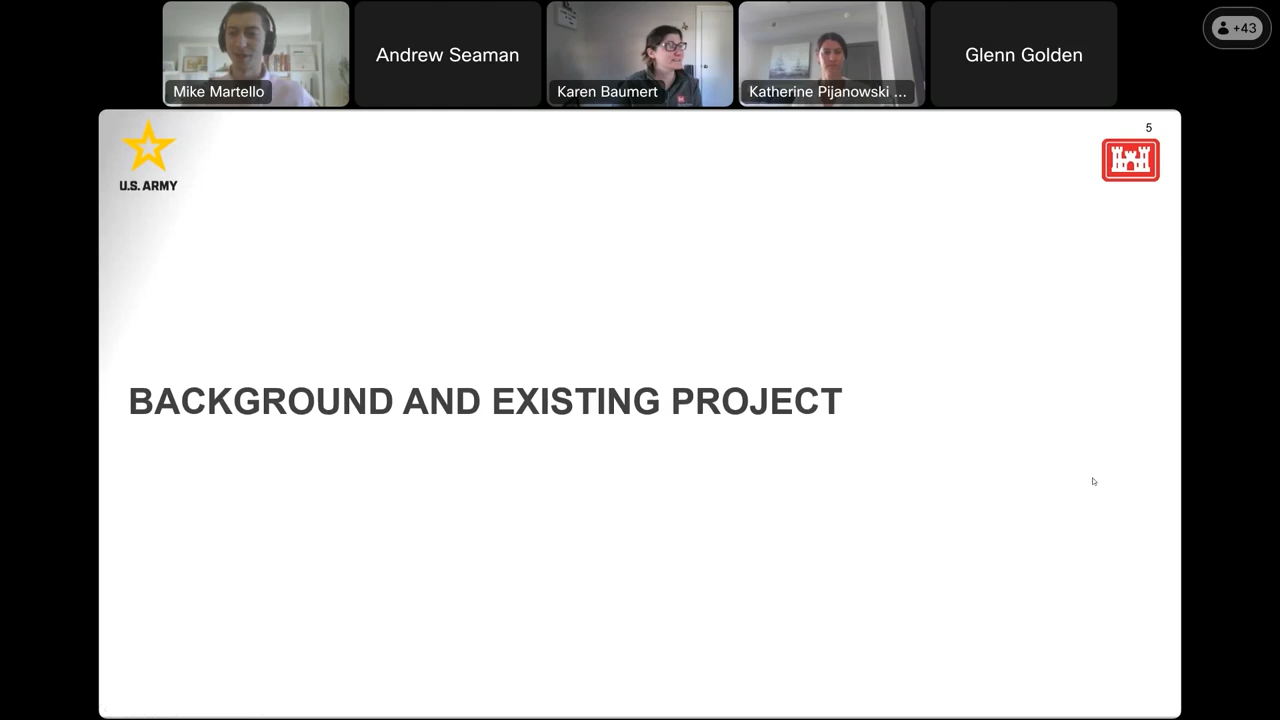 Mike Martello
Andrew Seaman
Karen Baumert
Katherine Pijanowski ...
Glenn Golden
+43
5
U.S. ARMY
BACKGROUND AND EXISTING PROJECT